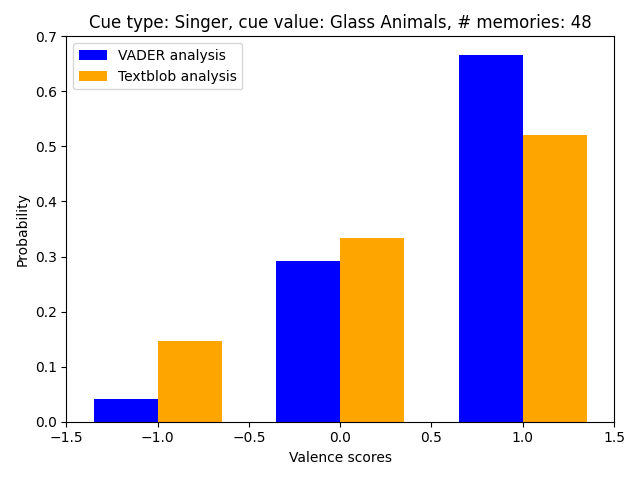 Cue type: Singer, cue value: Glass Animals, # memories: 48
VADER analysis
Textblob analysis
Probability
0.7
0.6
0.5
0.4
0.3
0.2
0.1
0.0
−1.5 −1.0 −0.5 0.0 0.5 1.0 1.5
Valence scores